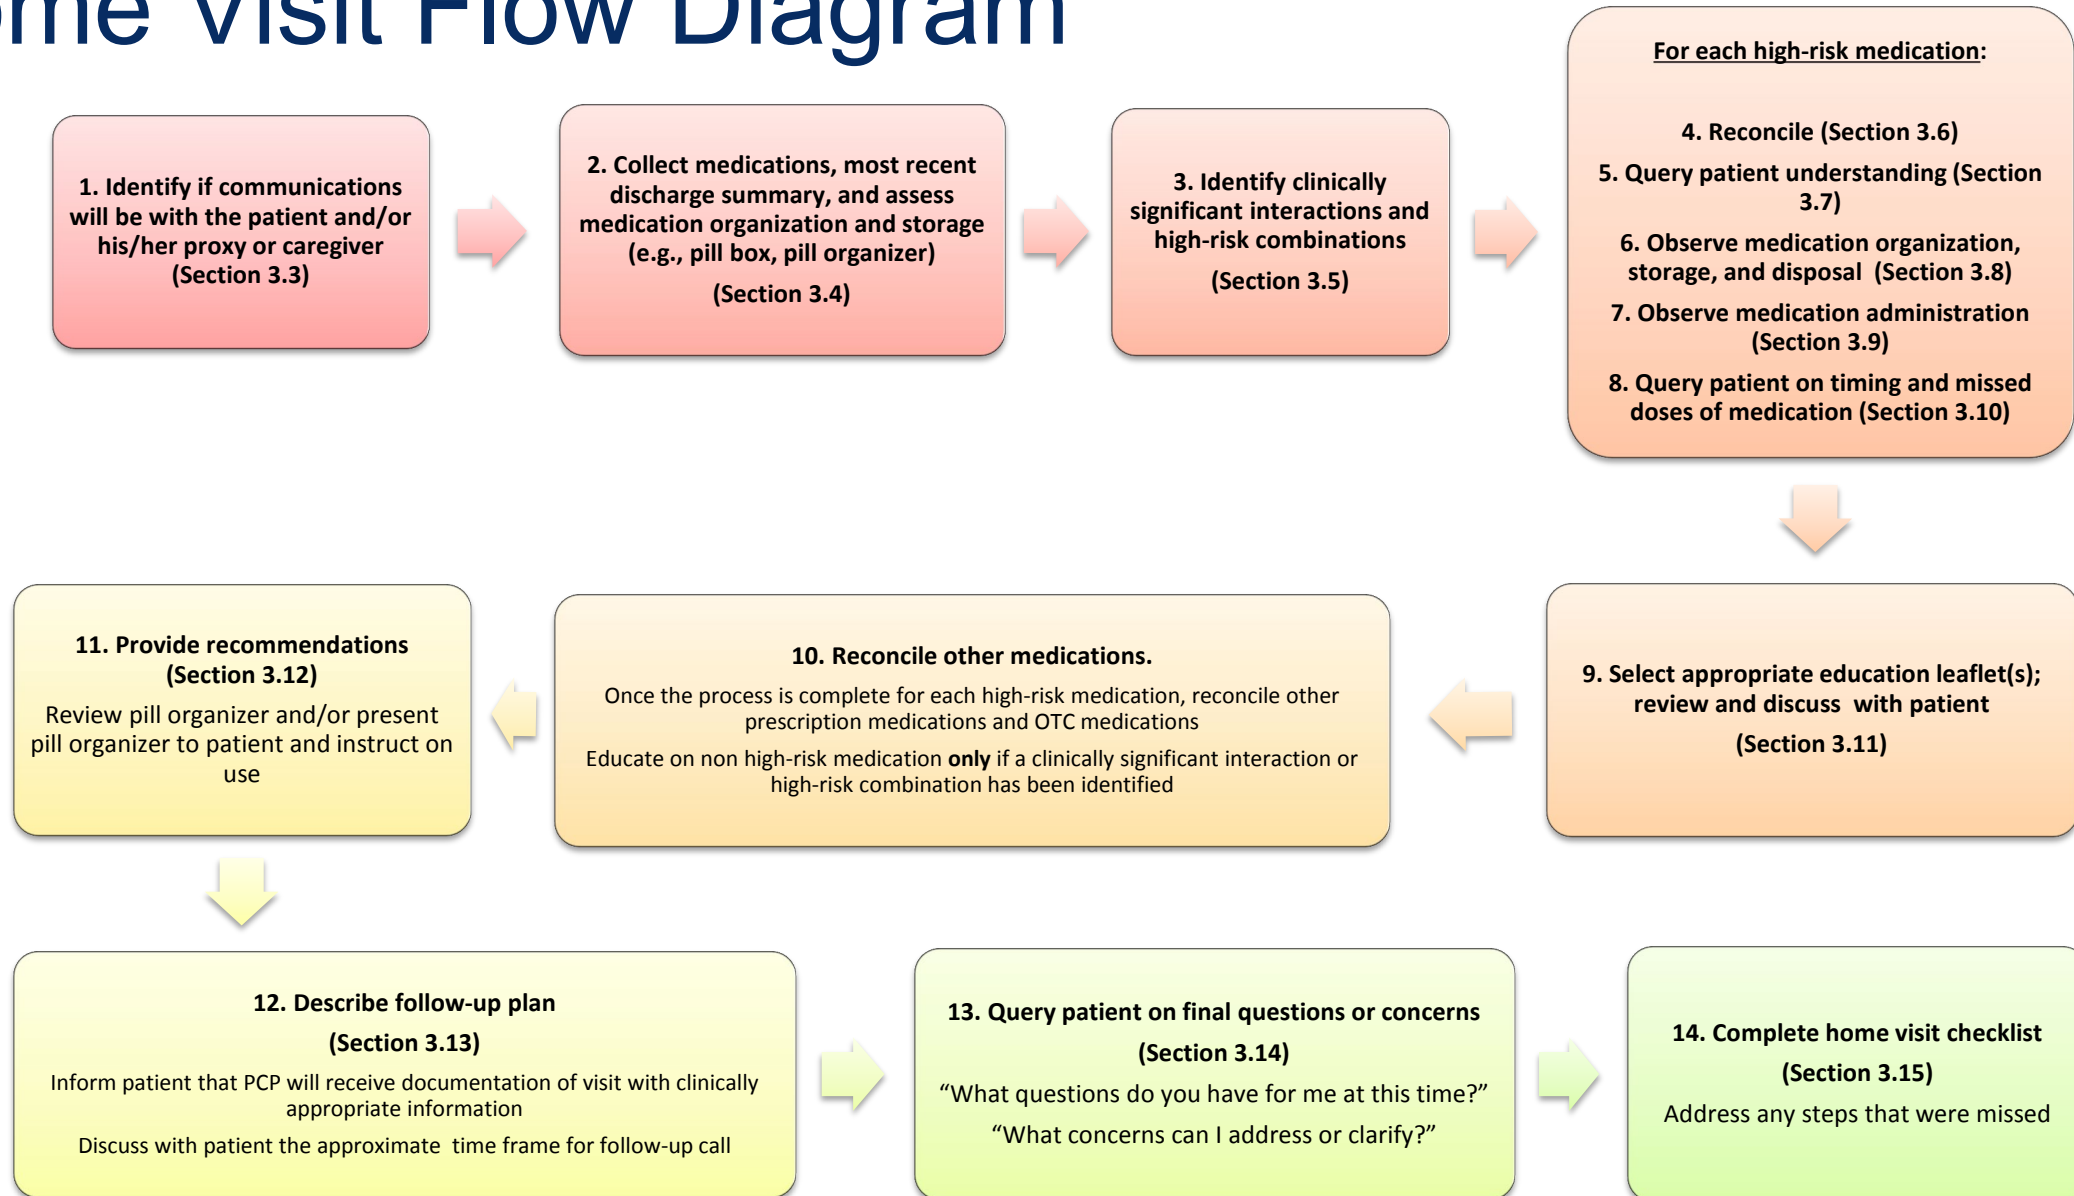 ome Visit Flow Diagram
1. Identify if communications
will be with the patient and/or
his/her proxy or caregiver
(Section 3.3)
2. Collect medications, most recent
discharge summary, and assess
medication organization and storage
(e.g., pill box, pill organizer)
(Section 3.4)
3. Identify clinically
significant interactions and
high-risk combinations
(Section 3.5)
For each high-risk medication:
4. Reconcile (Section 3.6)
5. Query patient understanding (Section
3.7)
6. Observe medication organization,
storage, and disposal (Section 3.8)
7. Observe medication administration
(Section 3.9)
8. Query patient on timing and missed
doses of medication (Section 3.10)
9. Select appropriate education leaflet(s);
review and discuss with patient
(Section 3.11)
10. Reconcile other medications.
Once the process is complete for each high-risk medication, reconcile other
prescription medications and OTC medications
Educate on non high-risk medication only if a clinically significant interaction or
high-risk combination has been identified
11. Provide recommendations
(Section 3.12)
Review pill organizer and/or present
pill organizer to patient and instruct on
use
12. Describe follow-up plan
(Section 3.13)
Inform patient that PCP will receive documentation of visit with clinically
appropriate information
Discuss with patient the approximate time frame for follow-up call
13. Query patient on final questions or concerns
(Section 3.14)
“What questions do you have for me at this time?”
“What concerns can I address or clarify?”
14. Complete home visit checklist
(Section 3.15)
Address any steps that were missed